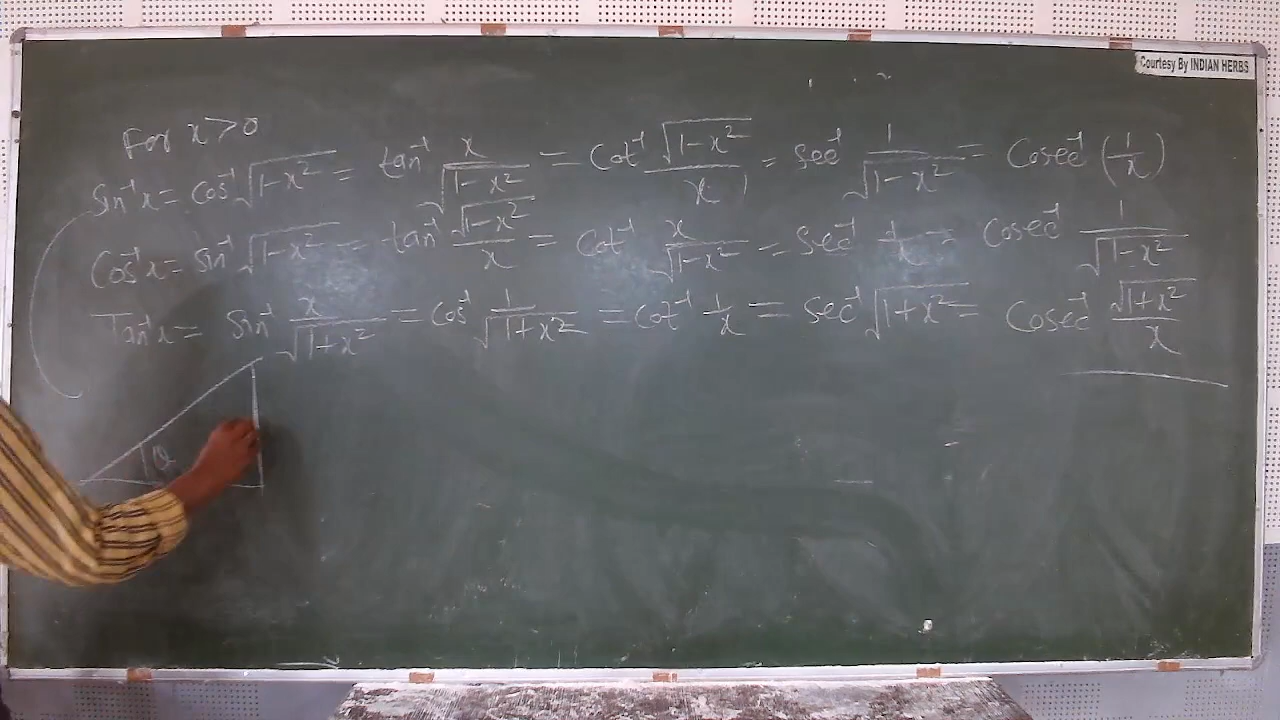 Courtesy By INDIAN HERBS
For x>0
Sin⁻¹x = Cos⁻¹√(1-x²) = tan⁻¹ x/√(1-x²) = Cot⁻¹ √(1-x²)/x = Sec⁻¹ 1/√(1-x²) = Cosec⁻¹ (1/x)
Cos⁻¹x = Sin⁻¹√(1-x²) = tan⁻¹ √(1-x²)/x = Cot⁻¹ x/√(1-x²) = Sec⁻¹ 1/x = Cosec⁻¹ 1/√(1-x²)
Tan⁻¹x = Sin⁻¹ x/√(1+x²) = Cos⁻¹ 1/√(1+x²) = Cot⁻¹ 1/x = Sec⁻¹√(1+x²) = Cosec⁻¹ √(1+x²)/x
θ